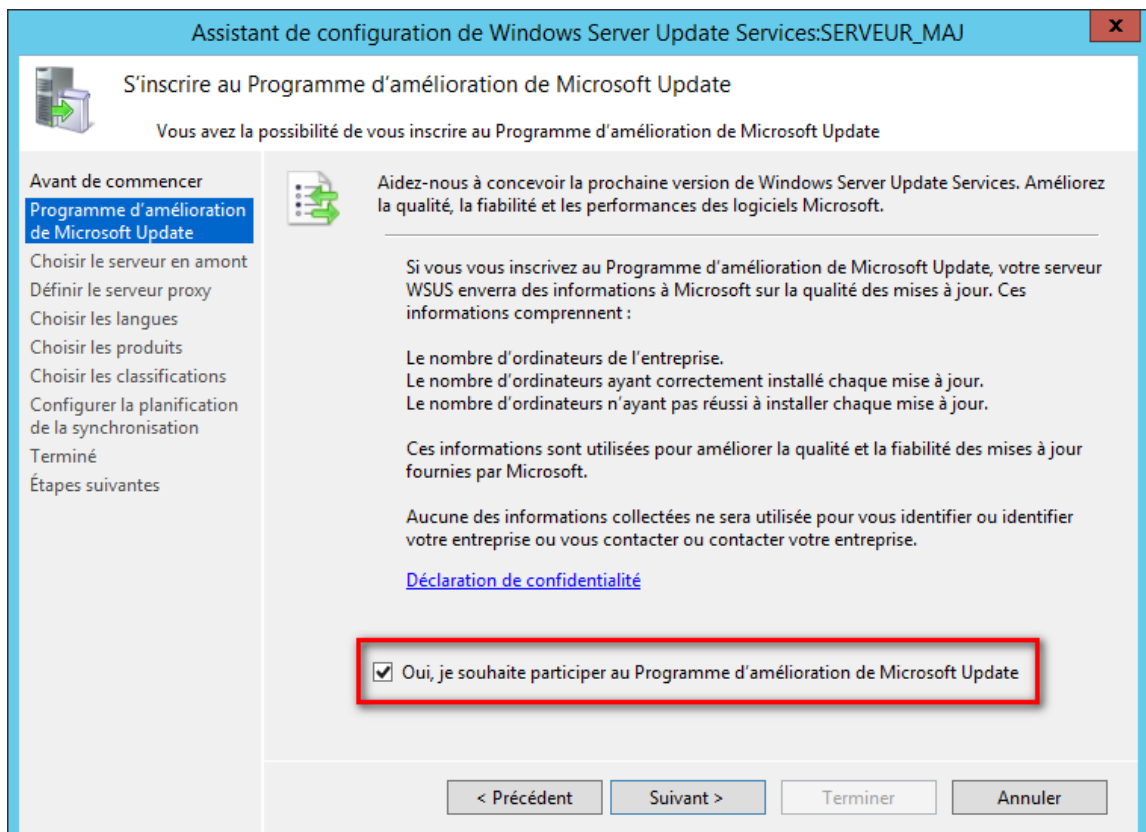 Assistant de configuration de Windows Server Update Services:SERVEUR_MAJ
x
S'inscrire au Programme d'amélioration de Microsoft Update
Vous avez la possibilité de vous inscrire au Programme d'amélioration de Microsoft Update
Avant de commencer
Programme d'amélioration
de Microsoft Update
Choisir le serveur en amont
Définir le serveur proxy
Choisir les langues
Choisir les produits
Choisir les classifications
Configurer la planification
de la synchronisation
Terminé
Étapes suivantes
Aidez-nous à concevoir la prochaine version de Windows Server Update Services. Améliorez
la qualité, la fiabilité et les performances des logiciels Microsoft.
Si vous vous inscrivez au Programme d'amélioration de Microsoft Update, votre serveur
WSUS enverra des informations à Microsoft sur la qualité des mises à jour. Ces
informations comprennent :
Le nombre d'ordinateurs de l'entreprise.
Le nombre d'ordinateurs ayant correctement installé chaque mise à jour.
Le nombre d'ordinateurs n'ayant pas réussi à installer chaque mise à jour.
Ces informations sont utilisées pour améliorer la qualité et la fiabilité des mises à jour
fournies par Microsoft.
Aucune des informations collectées ne sera utilisée pour vous identifier ou identifier
votre entreprise ou vous contacter ou contacter votre entreprise.
Déclaration de confidentialité
Oui, je souhaite participer au Programme d'amélioration de Microsoft Update
< Précédent
Suivant >
Terminer
Annuler